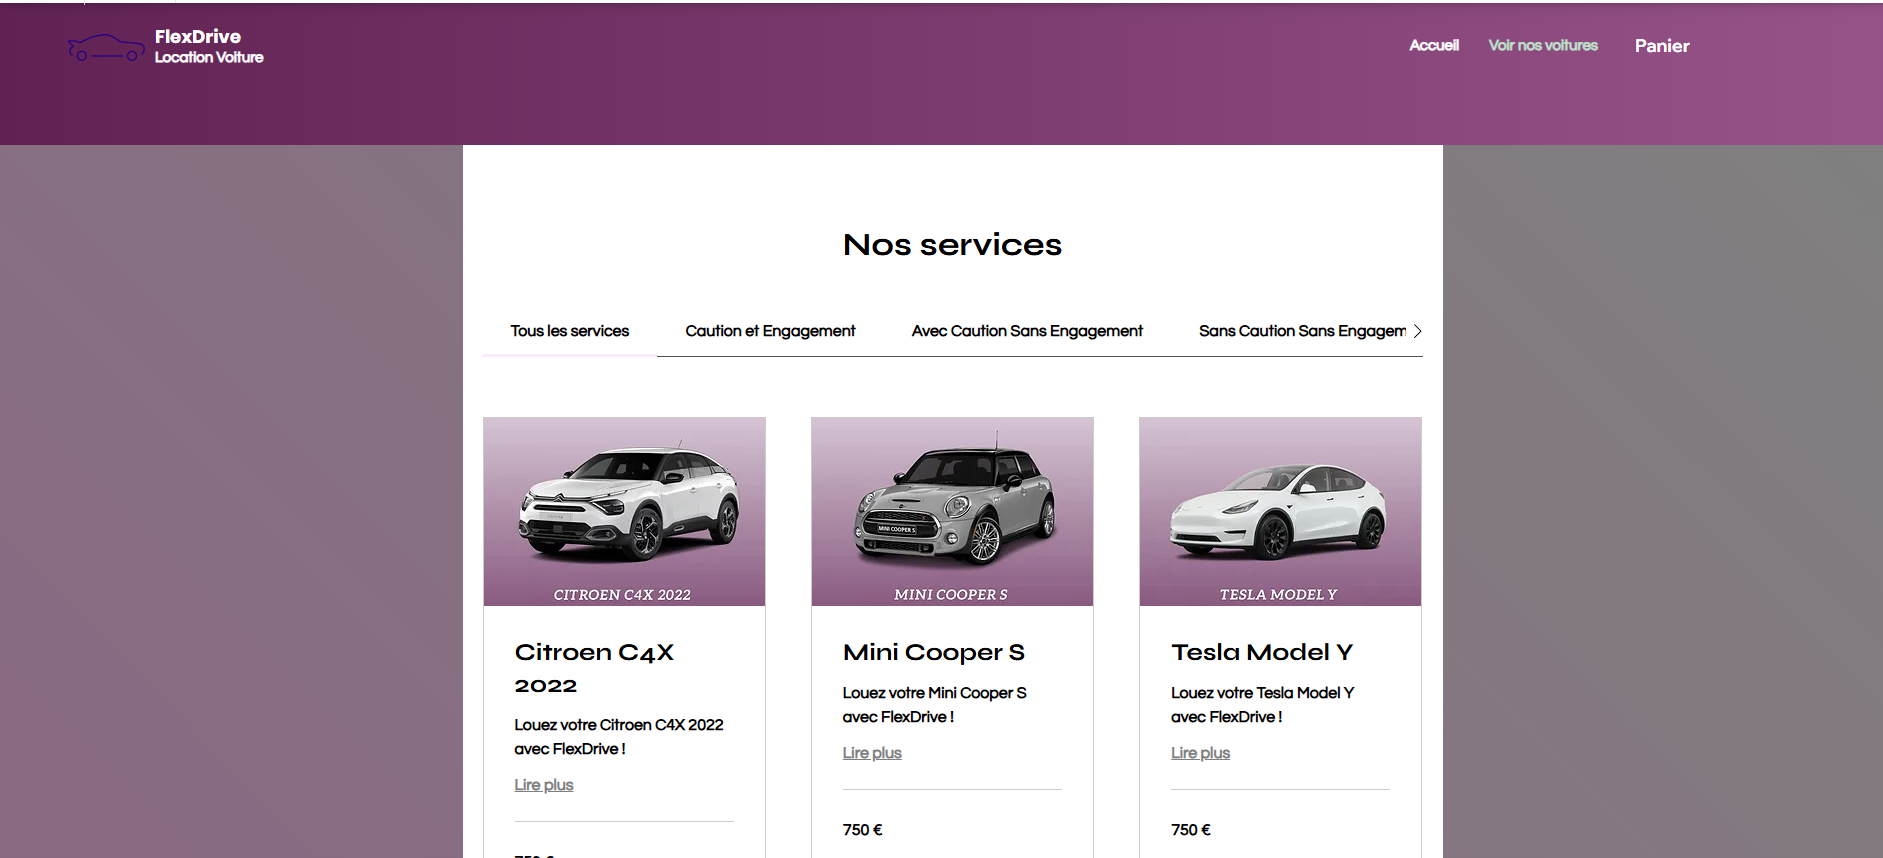 FlexDrive
Location Voiture
Accueil
Voir nos voitures
Panier
Nos services
Tous les services
Caution et Engagement
Avec Caution Sans Engagement
Sans Caution Sans Engagem
CITROEN C4X 2022
MINI COOPER S
MINI COOPER S
TESLA MODEL Y
Citroen C4X
2022
Louez votre Citroen C4X 2022
avec FlexDrive !
Lire plus
Mini Cooper S
Louez votre Mini Cooper S
avec FlexDrive !
Lire plus
750 €
Tesla Model Y
Louez votre Tesla Model Y
avec FlexDrive !
Lire plus
750 €